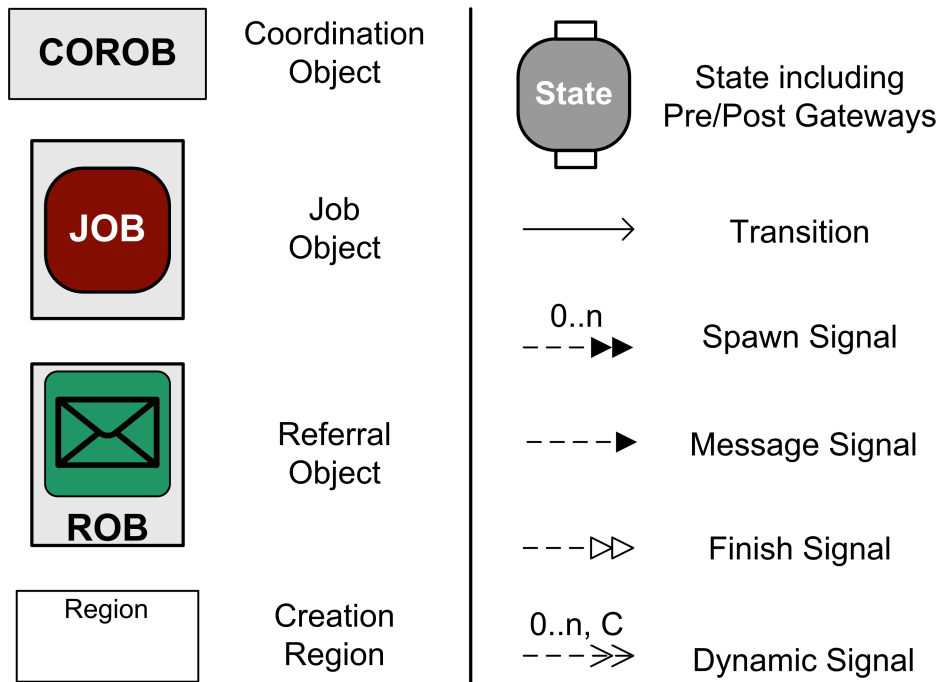 COROB
Coordination
Object
JOB
Job
Object
ROB
Referral
Object
Region
Creation
Region
State
State including
Pre/Post Gateways
Transition
0..n
Spawn Signal
Message Signal
Finish Signal
0..n, C
Dynamic Signal